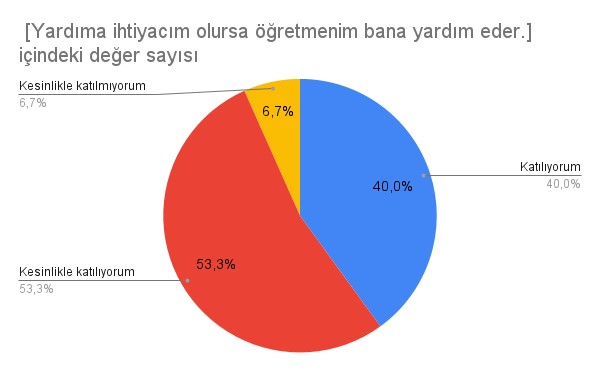 [Yardıma ihtiyacım olursa öğretmenim bana yardım eder.]
içindeki değer sayısı
Kesinlikle katılmıyorum
6,7%
6,7%
Katılıyorum
40,0%
40,0%
Kesinlikle katılıyorum
53,3%
53,3%